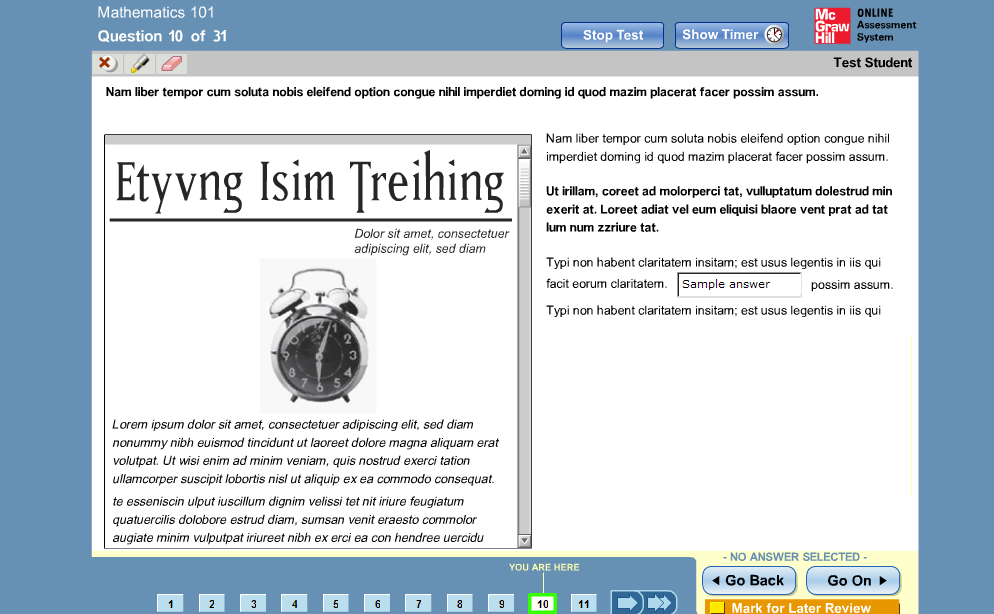 Mathematics 101
Question 10 of 31
Stop Test
Show Timer
Mc
Graw
Hill
ONLINE
Assessment
System
Test Student
Nam liber tempor cum soluta nobis eleifend option congue nihil imperdiet doming id quod mazim placerat facer possim assum.
Etyvng Isim Treihing
Dolor sit amet, consectetuer
adipiscing elit, sed diam
Lorem ipsum dolor sit amet, consectetuer adipiscing elit, sed diam
nonummy nibh euismod tincidunt ut laoreet dolore magna aliquam erat
volutpat. Ut wisi enim ad minim veniam, quis nostrud exerci tation
ullamcorper suscipit lobortis nisl ut aliquip ex ea commodo consequat.
te esseniscin ulput iuscillum dignim velissi tet nit iriure feugiatum
quatuercilis dolobore estrud diam, sumsan venit eraesto commolor
augiate minim vulputpat iriureet nibh ex erci ea con hendree uercidu
Nam liber tempor cum soluta nobis eleifend option congue nihil
imperdiet doming id quod mazim placerat facer possim assum.
Ut irillam, coreet ad molorperci tat, vulluptatum dolestrud min
exerit at. Loreet adiat vel eum eliquisi blaore vent prat ad tat
lum num zzriure tat.
Typi non habent claritatem insitam; est usus legentis in iis qui
facit eorum claritatem. Sample answer possim assum.
Typi non habent claritatem insitam; est usus legentis in iis qui
YOU ARE HERE
1 2 3 4 5 6 7 8 9 10 11
- NO ANSWER SELECTED -
Go Back
Go On
Mark for Later Review